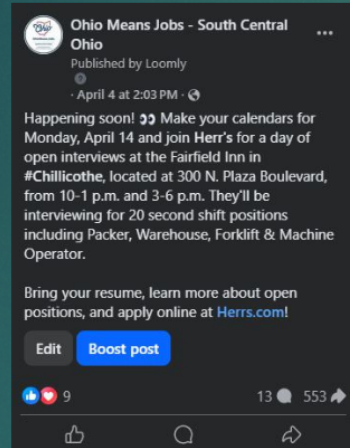 Ohio Means Jobs - South Central
Ohio
Published by Loomly
· April 4 at 2:03 PM ·
Happening soon! 👀 Make your calendars for
Monday, April 14 and join Herr's for a day of
open interviews at the Fairfield Inn in
#Chillicothe, located at 300 N. Plaza Boulevard,
from 10-1 p.m. and 3-6 p.m. They'll be
interviewing for 20 second shift positions
including Packer, Warehouse, Forklift & Machine
Operator.
Bring your resume, learn more about open
positions, and apply online at Herrs.com!
Edit Boost post
9 13 553